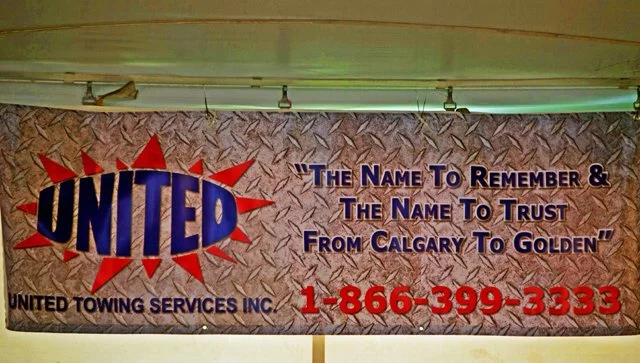 UNITED
UNITED TOWING SERVICES INC.
"THE NAME TO REMEMBER &
THE NAME TO TRUST
FROM CALGARY TO GOLDEN"
1-866-399-3333